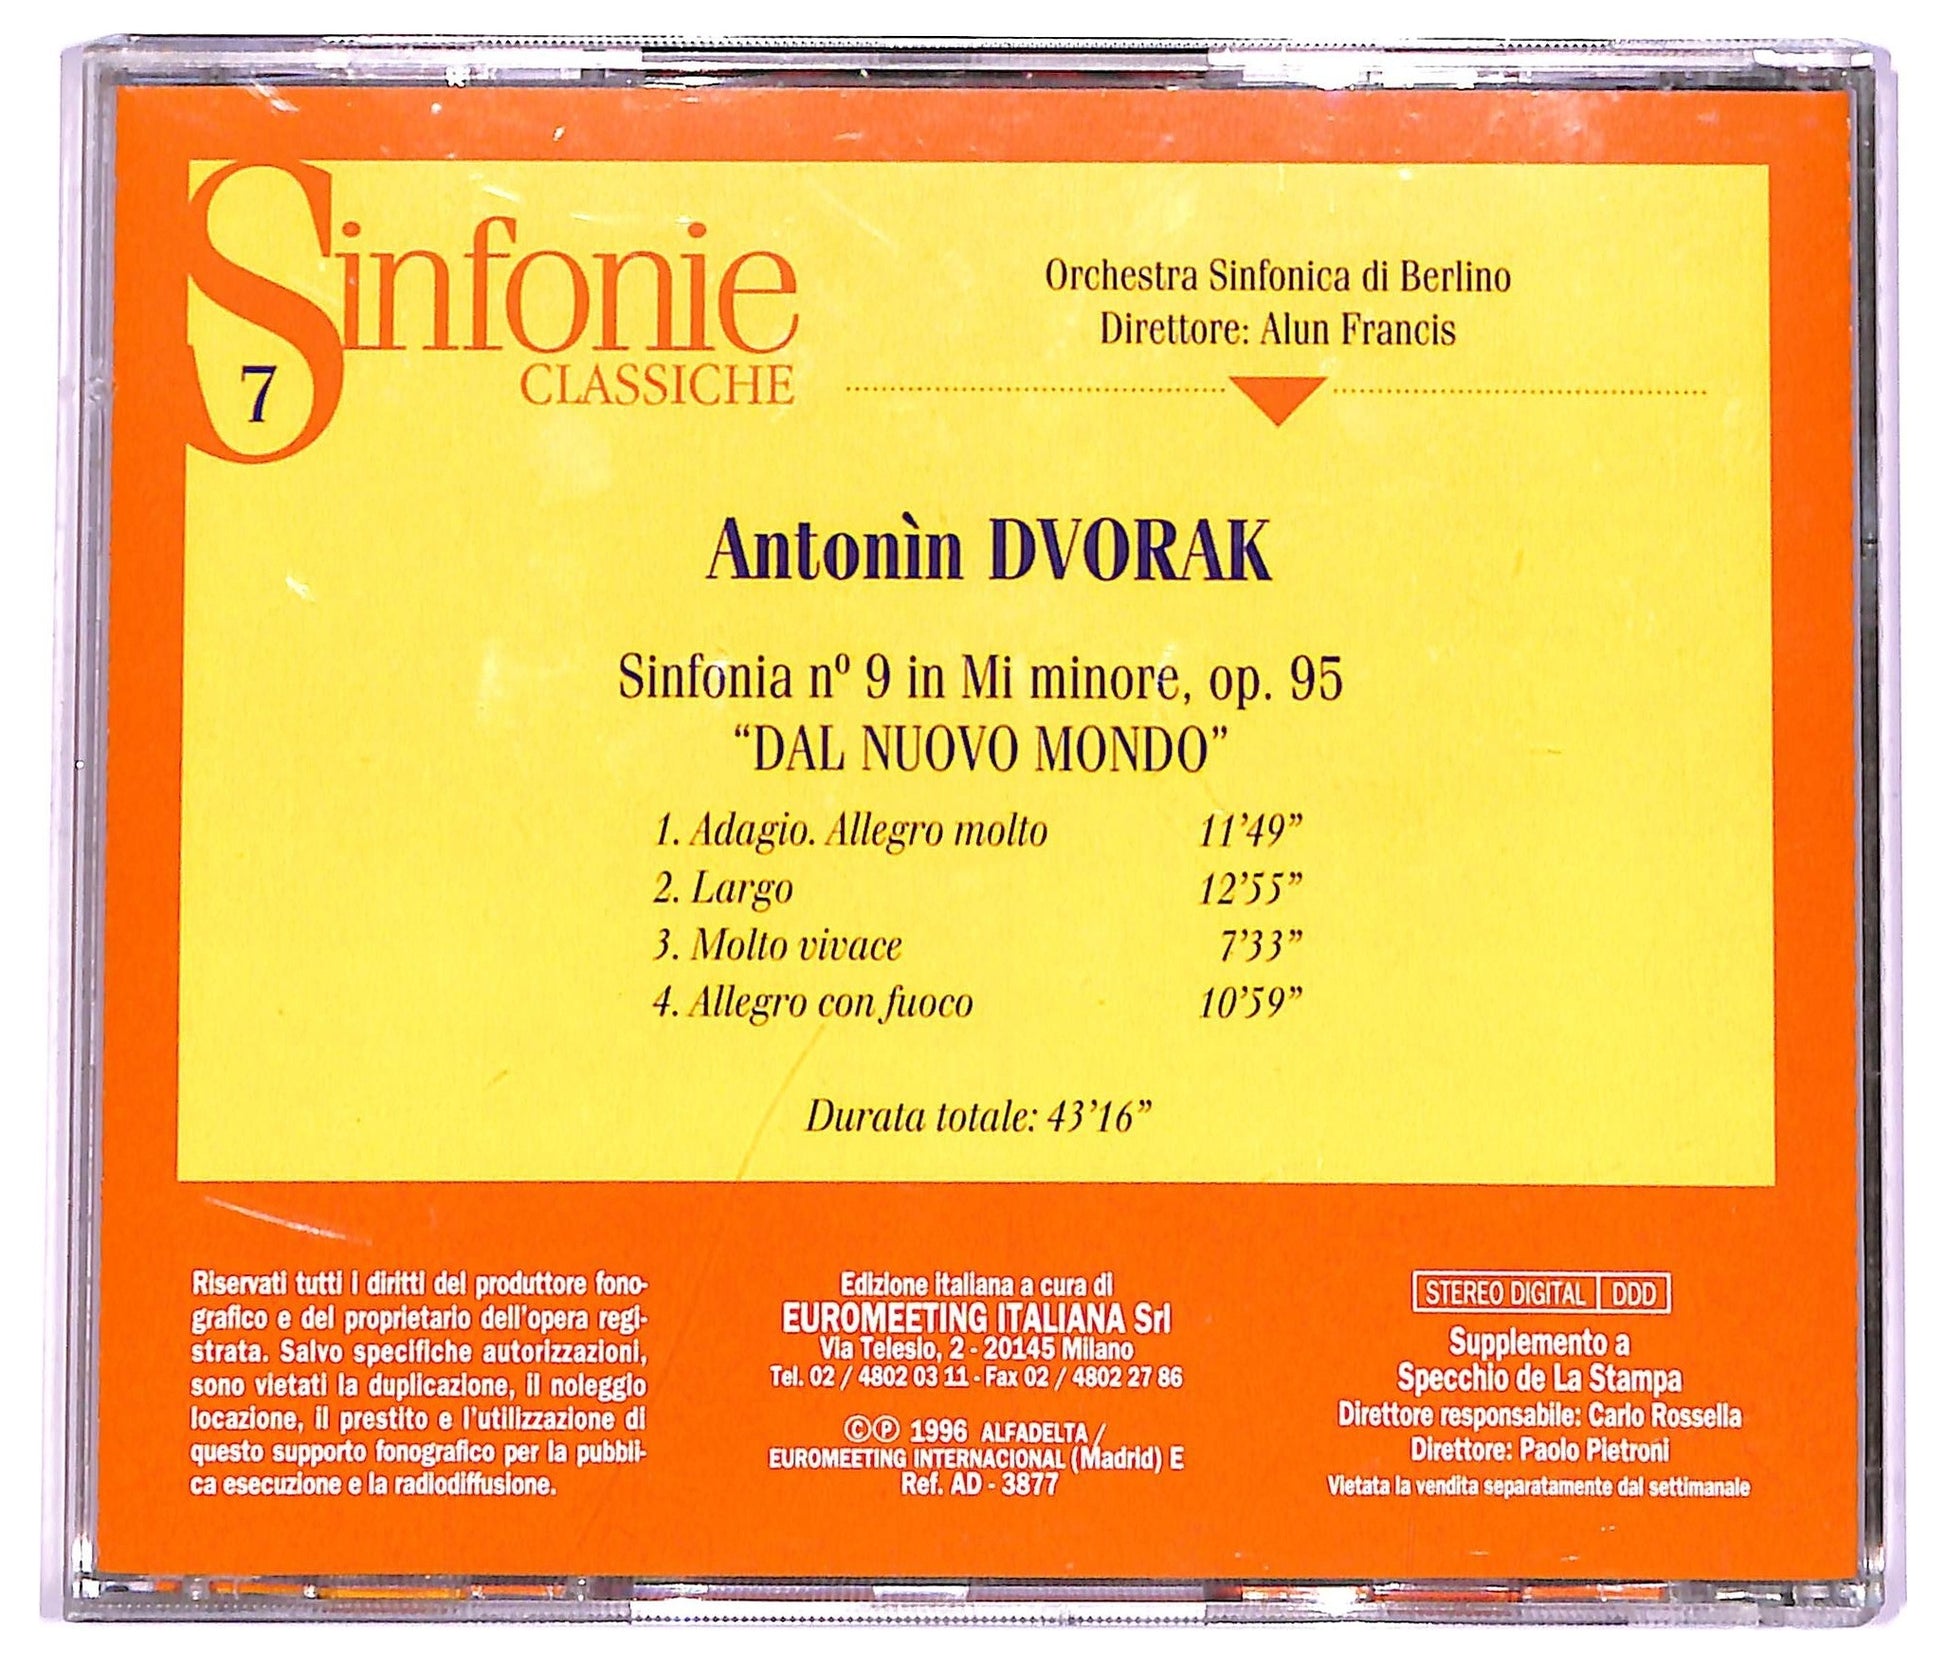 Sinfonie
7
CLASSICHE
Orchestra Sinfonica di Berlino
Direttore: Alun Francis
Antonìn DVORAK
Sinfonia nº 9 in Mi minore, op. 95
“DAL NUOVO MONDO”
1. Adagio. Allegro molto 11’49”
2. Largo 12’55”
3. Molto vivace 7’33”
4. Allegro con fuoco 10’59”
Durata totale: 43’16”
Riservati tutti i diritti del produttore fono-
grafico e del proprietario dell'opera regi-
strata. Salvo specifiche autorizzazioni,
sono vietati la duplicazione, il noleggio
locazione, il prestito e l'utilizzazione di
questo supporto fonografico per la pubbli-
ca esecuzione e la radiodiffusione.
Edizione italiana a cura di
EUROMEETING ITALIANA Srl
Via Telesio, 2 - 20145 Milano
Tel. 02 / 4802 03 11 - Fax 02 / 4802 27 86
©℗ 1996 ALFADELTA /
EUROMEETING INTERNACIONAL (Madrid) E
Ref. AD - 3877
STEREO DIGITAL DDD
Supplemento a
Specchio de La Stampa
Direttore responsabile: Carlo Rossella
Direttore: Paolo Pietroni
Vietata la vendita separatamente dal settimanale